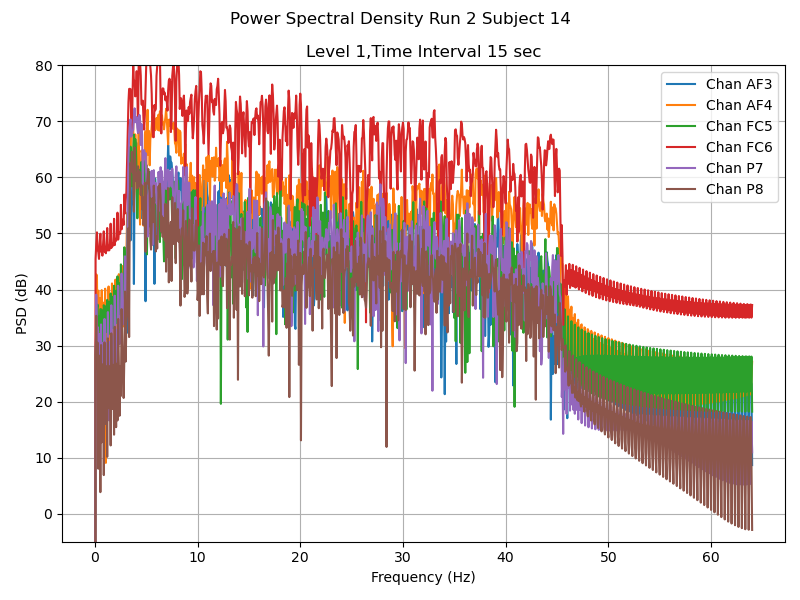 Power Spectral Density Run 2 Subject 14
Level 1,Time Interval 15 sec
80
70
60
50
40
30
20
10
0
PSD (dB)
Chan AF3
Chan AF4
Chan FC5
Chan FC6
Chan P7
Chan P8
0 10 20 30 40 50 60
Frequency (Hz)